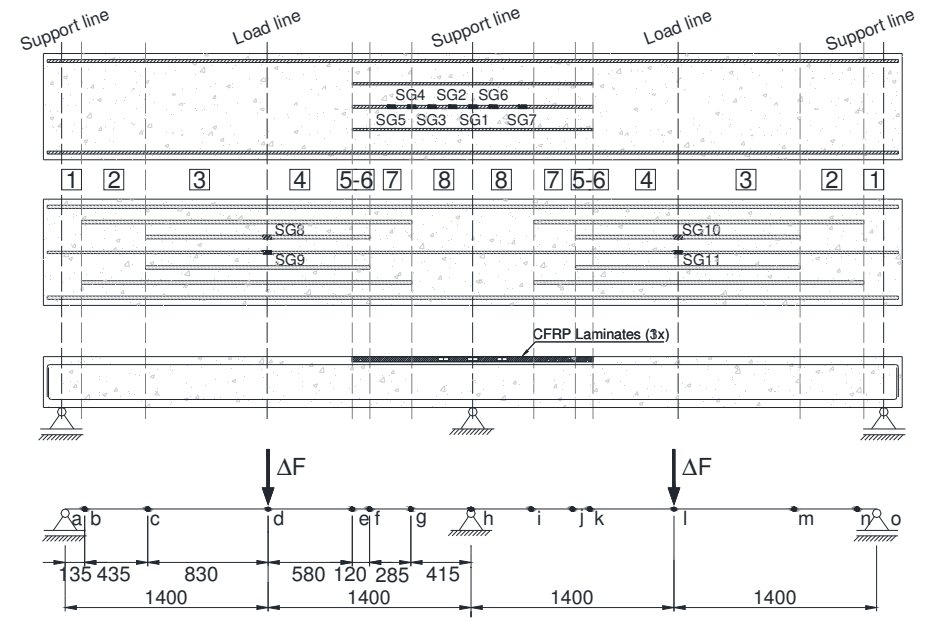 Support line Load line Support line Load line Support line
SG4 SG2 SG6
SG5 SG3 SG1 SG7
1 2 3 4 5-6 7 8 8 7 5-6 4 3 2 1
SG8 SG10
SG9 SG11
CFRP Laminates (3x)
ΔF ΔF
a b c d e f g h i j k l m n o
135 435 830 580 120 285 415
1400 1400 1400 1400